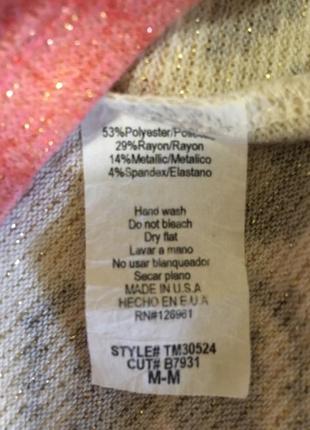 53%Polyester/Poliester
29%Rayon/Rayon
14%Metallic/Metalico
4%Spandex/Elastano
Hand wash
Do not bleach
Dry flat
Lavar a mano
No usar blanqueador
Secar plano
MADE IN U.S.A
HECHO EN E.U.A
RN#126961
STYLE# TM30524
CUT# B7931
M-M